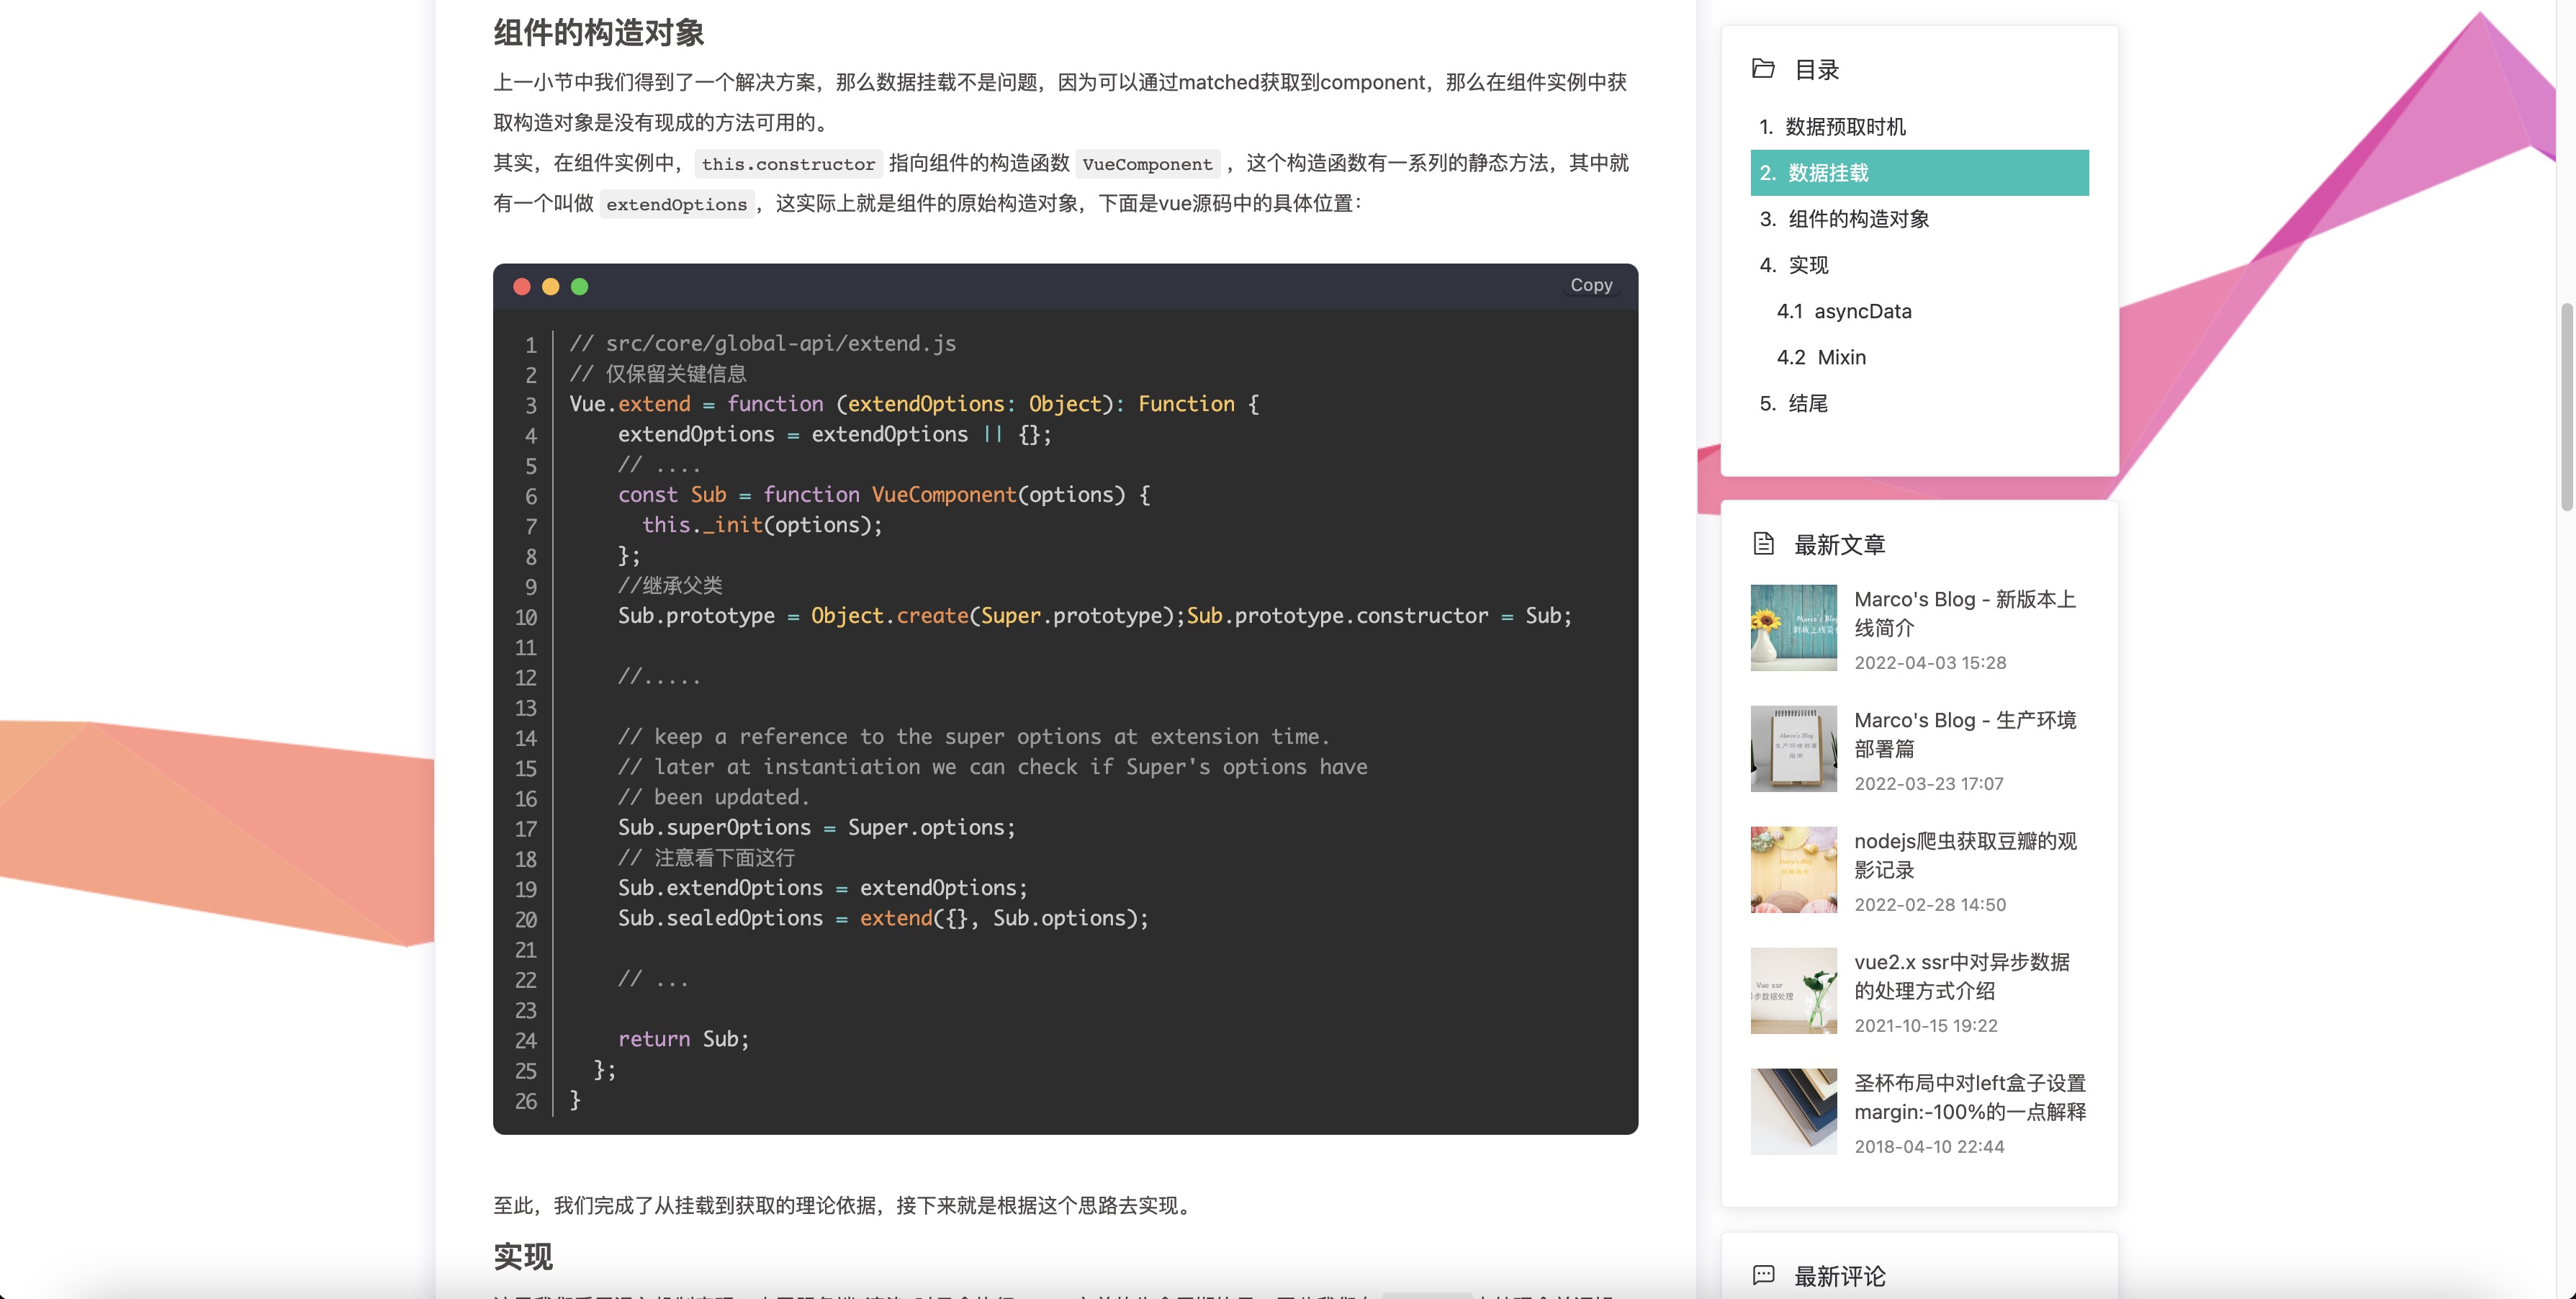 组件的构造对象
上一小节中我们得到了一个解决方案，那么数据挂载不是问题，因为可以通过matched获取到component，那么在组件实例中获
取构造对象是没有现成的方法可用的。
其实，在组件实例中， this.constructor 指向组件的构造函数 VueComponent ，这个构造函数有一系列的静态方法，其中就
有一个叫做 extendOptions ，这实际上就是组件的原始构造对象，下面是vue源码中的具体位置：
Copy
1 // src/core/global-api/extend.js
2 // 仅保留关键信息
3 Vue.extend = function (extendOptions: Object): Function {
4 extendOptions = extendOptions || {};
5 // ....
6 const Sub = function VueComponent(options) {
7 this._init(options);
8 };
9 //继承父类
10 Sub.prototype = Object.create(Super.prototype);Sub.prototype.constructor = Sub;
11
12 //.....
13
14 // keep a reference to the super options at extension time.
15 // later at instantiation we can check if Super's options have
16 // been updated.
17 Sub.superOptions = Super.options;
18 // 注意看下面这行
19 Sub.extendOptions = extendOptions;
20 Sub.sealedOptions = extend({}, Sub.options);
21
22 // ...
23
24 return Sub;
25 };
26 }
至此，我们完成了从挂载到获取的理论依据，接下来就是根据这个思路去实现。
实现
目录
1. 数据预取时机
2. 数据挂载
3. 组件的构造对象
4. 实现
4.1 asyncData
4.2 Mixin
5. 结尾
最新文章
Marco's Blog - 新版本上
线简介
2022-04-03 15:28
Marco's Blog - 生产环境
部署篇
2022-03-23 17:07
nodejs爬虫获取豆瓣的观
影记录
2022-02-28 14:50
vue2.x ssr中对异步数据
的处理方式介绍
2021-10-15 19:22
圣杯布局中对left盒子设置
margin:-100%的一点解释
2018-04-10 22:44
最新评论